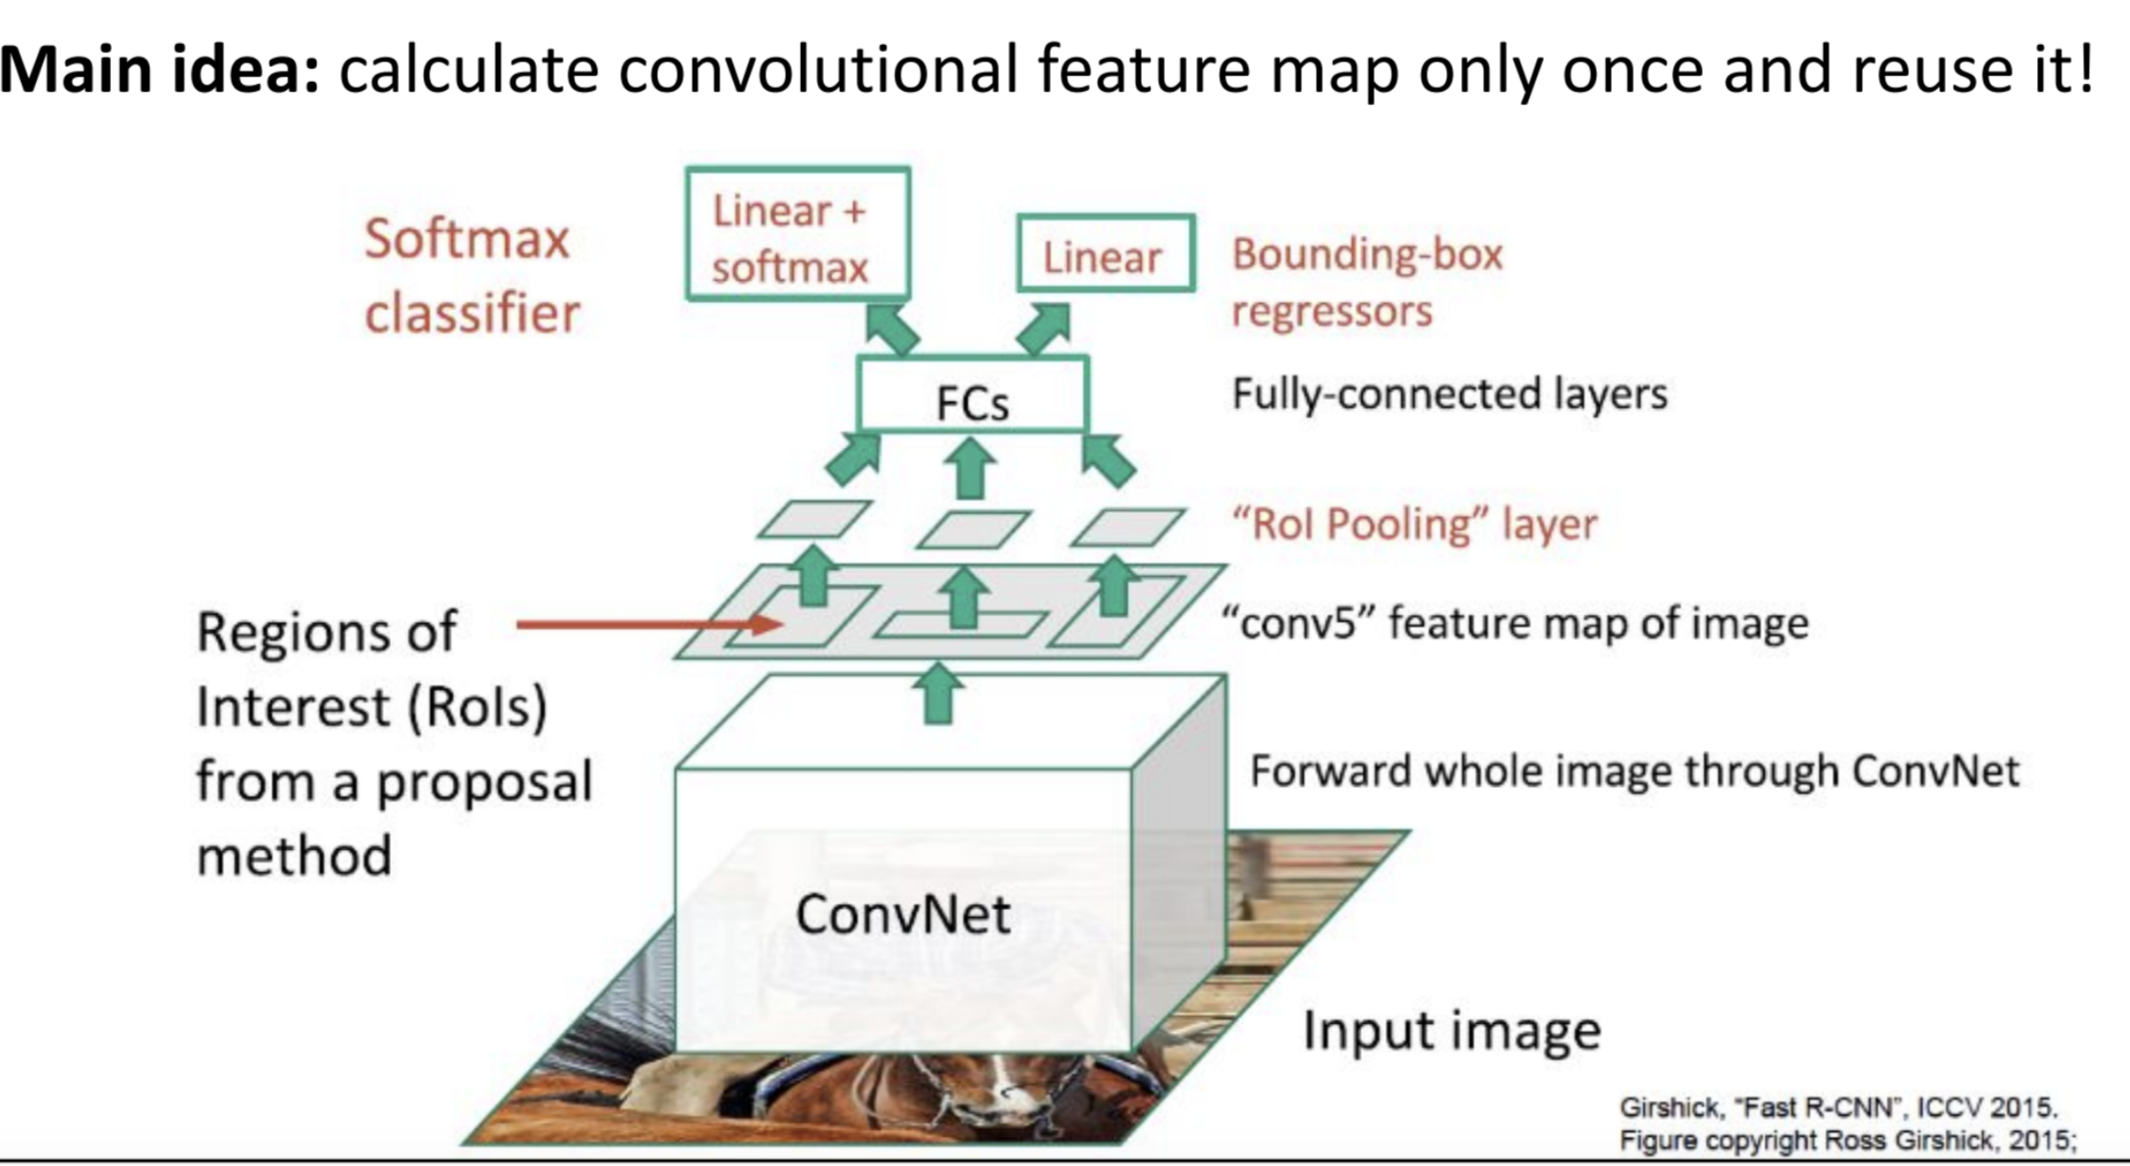 Main idea: calculate convolutional feature map only once and reuse it!
Softmax
classifier
Linear +
softmax
Linear
Bounding-box
regressors
FCs
Fully-connected layers
“RoI Pooling” layer
Regions of
Interest (RoIs)
from a proposal
method
“conv5” feature map of image
Forward whole image through ConvNet
ConvNet
Input image
Girshick, "Fast R-CNN", ICCV 2015.
Figure copyright Ross Girshick, 2015;